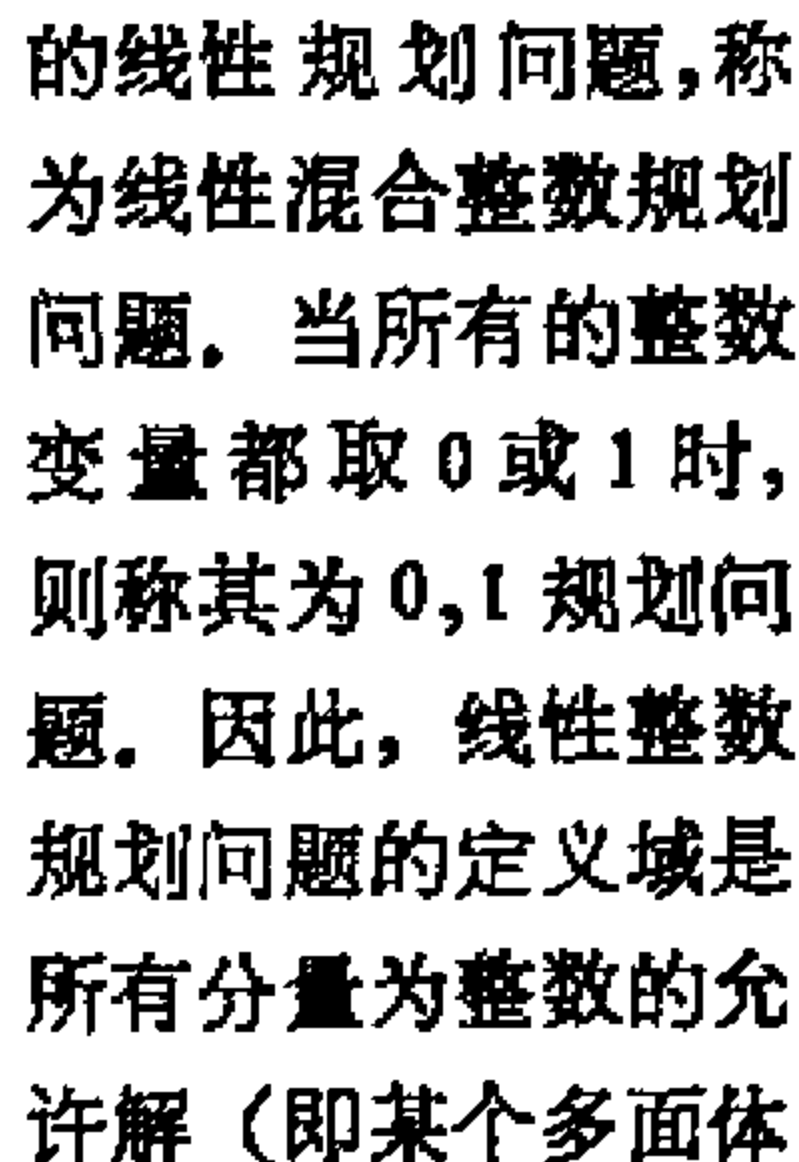 的线性规划问题,称
为线性混合整数规划
问题. 当所有的整数
变量都取0或1时,
则称其为0,1规划问
题. 因此, 线性整数
规划问题的定义域是
所有分量为整数的允
许解（即某个多面体